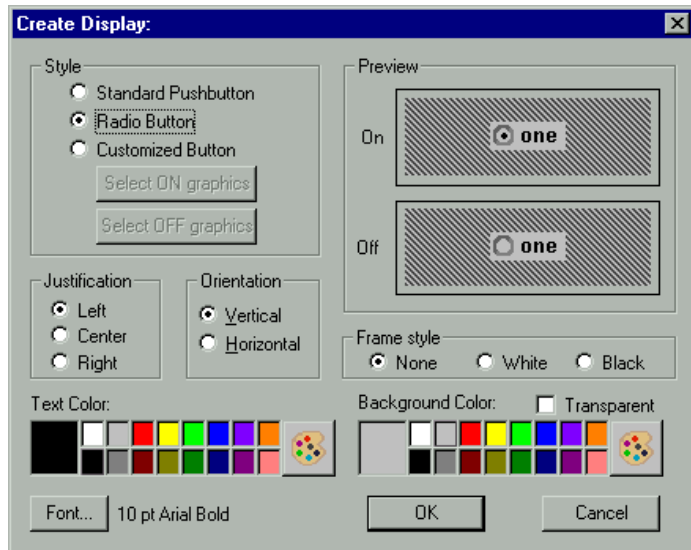 Create Display:
Style
Standard Pushbutton
Radio Button
Customized Button
Select ON graphics
Select OFF graphics
Preview
On
one
Off
one
Justification
Left
Center
Right
Orientation
Vertical
Horizontal
Frame style
None
White
Black
Text Color:
Background Color:
Transparent
Font...
10 pt Arial Bold
OK
Cancel